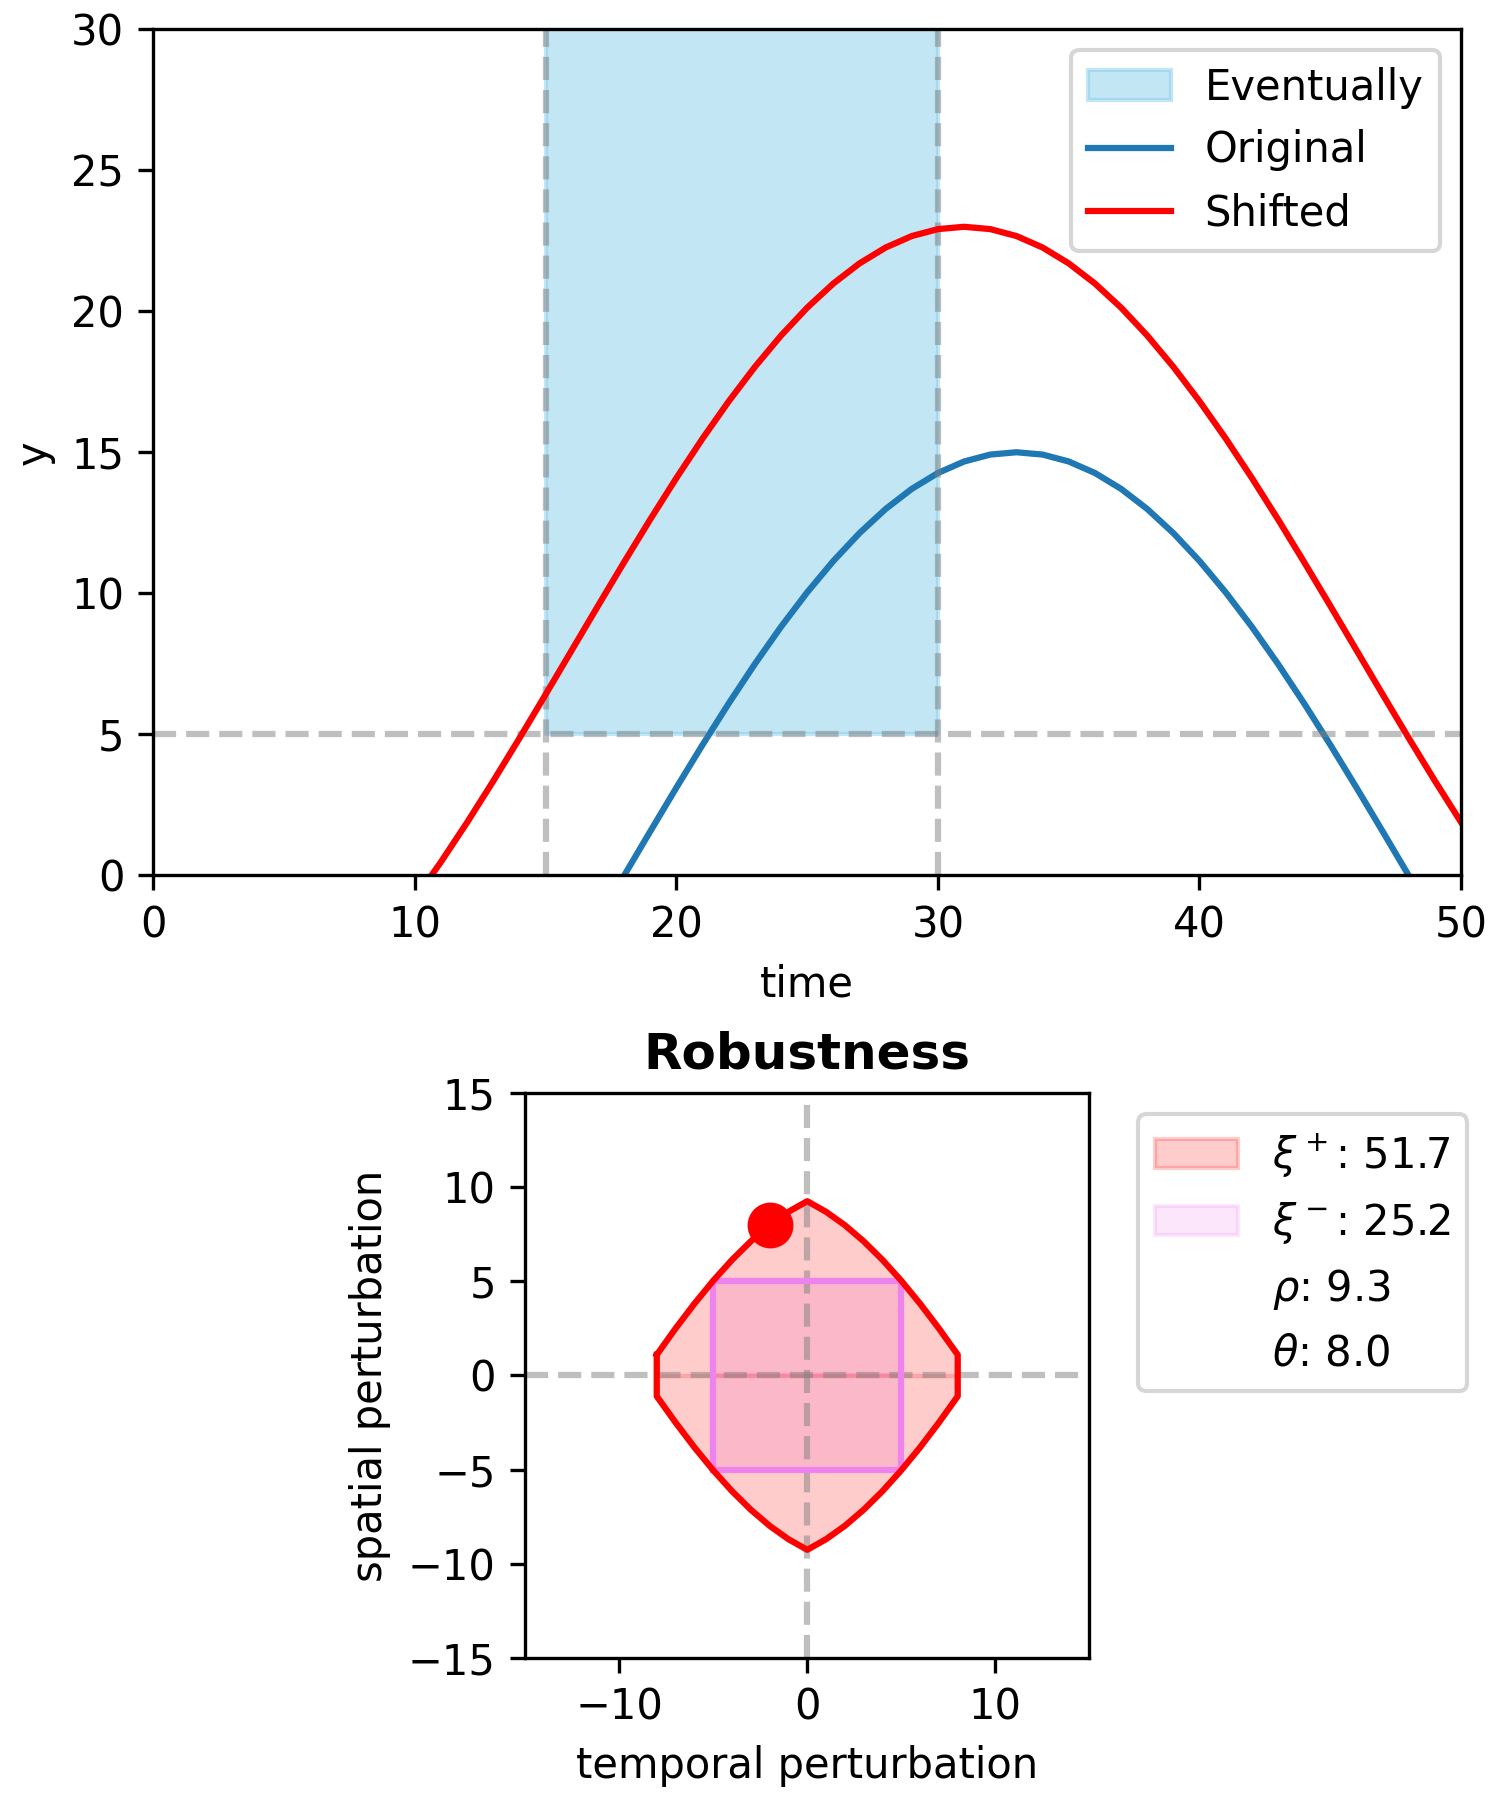 30
25
20
15
10
5
0
y
0 10 20 30 40 50
time
Eventually
Original
Shifted
Robustness
15
10
5
0
−5
−10
−15
spatial perturbation
−10 0 10
temporal perturbation
ξ⁺: 51.7
ξ⁻: 25.2
ρ: 9.3
θ: 8.0